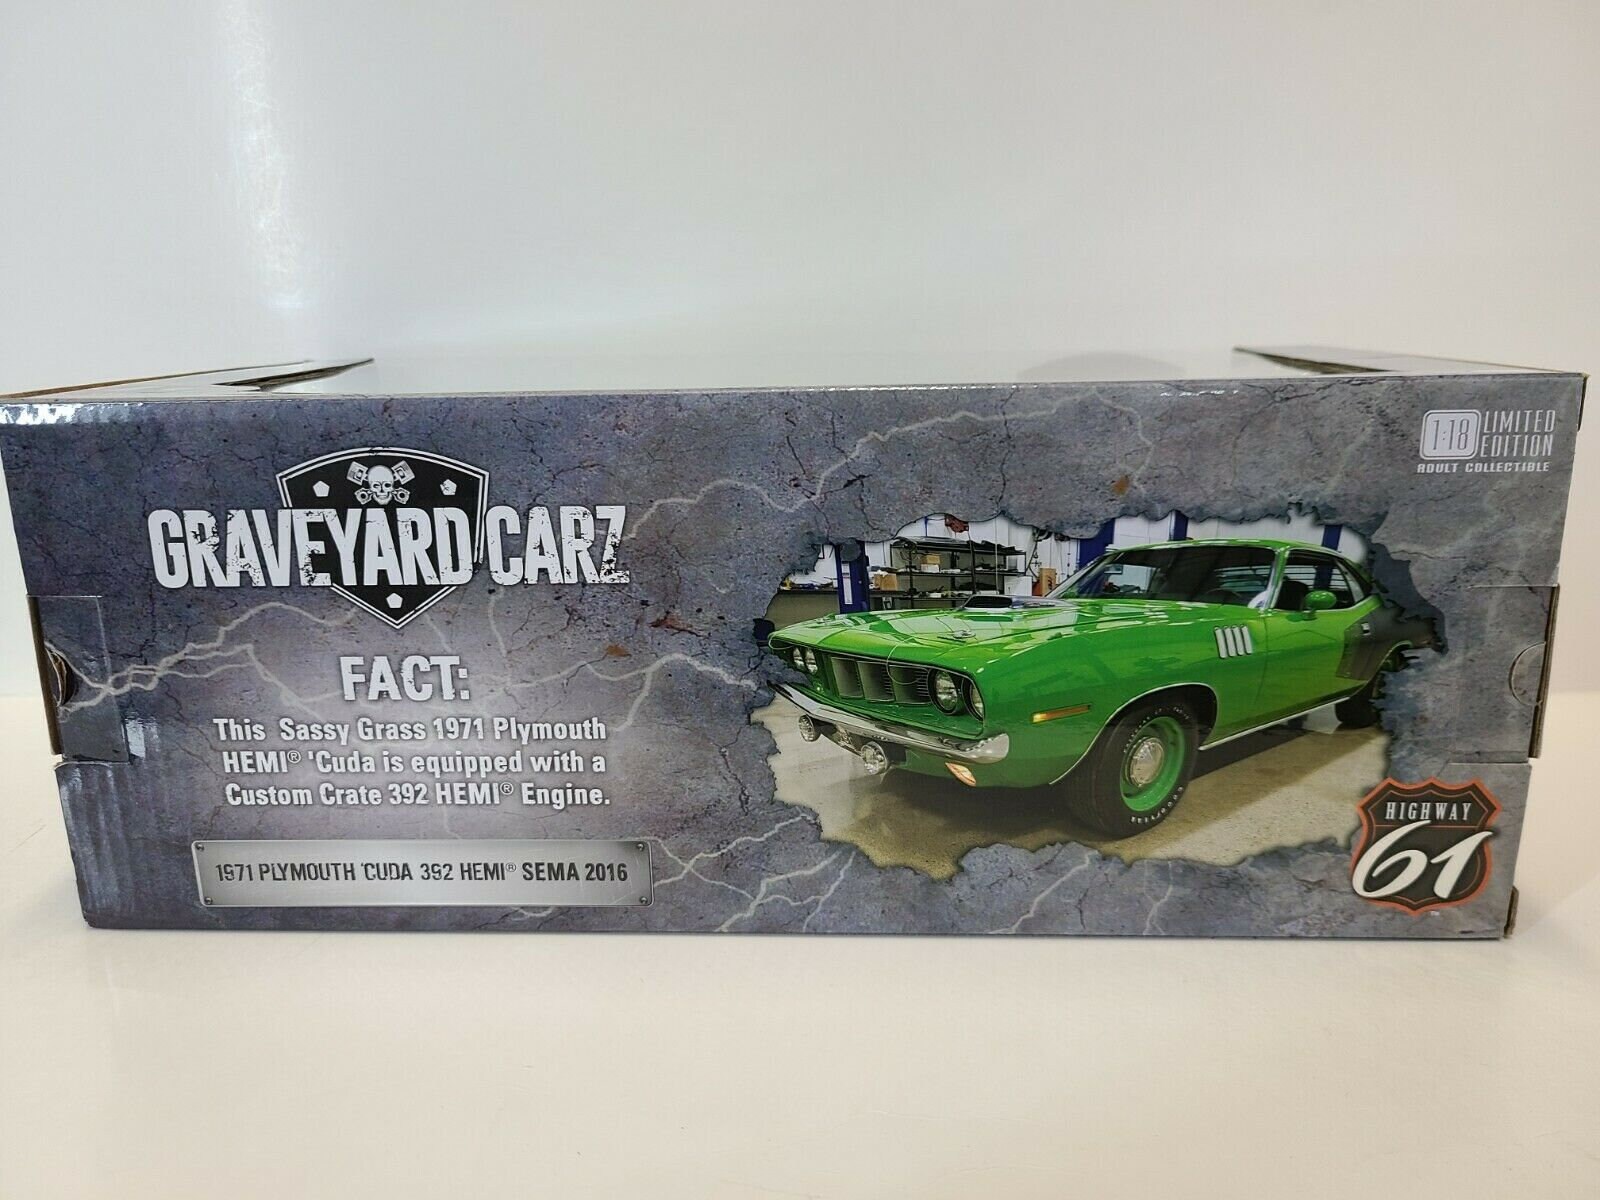 GRAVEYARD CARZ
FACT:
This Sassy Grass 1971 Plymouth
HEMI® 'Cuda is equipped with a
Custom Crate 392 HEMI® Engine.
1971 PLYMOUTH 'CUDA 392 HEMI® SEMA 2016
1:18 LIMITED
EDITION
ADULT COLLECTIBLE
HIGHWAY
61